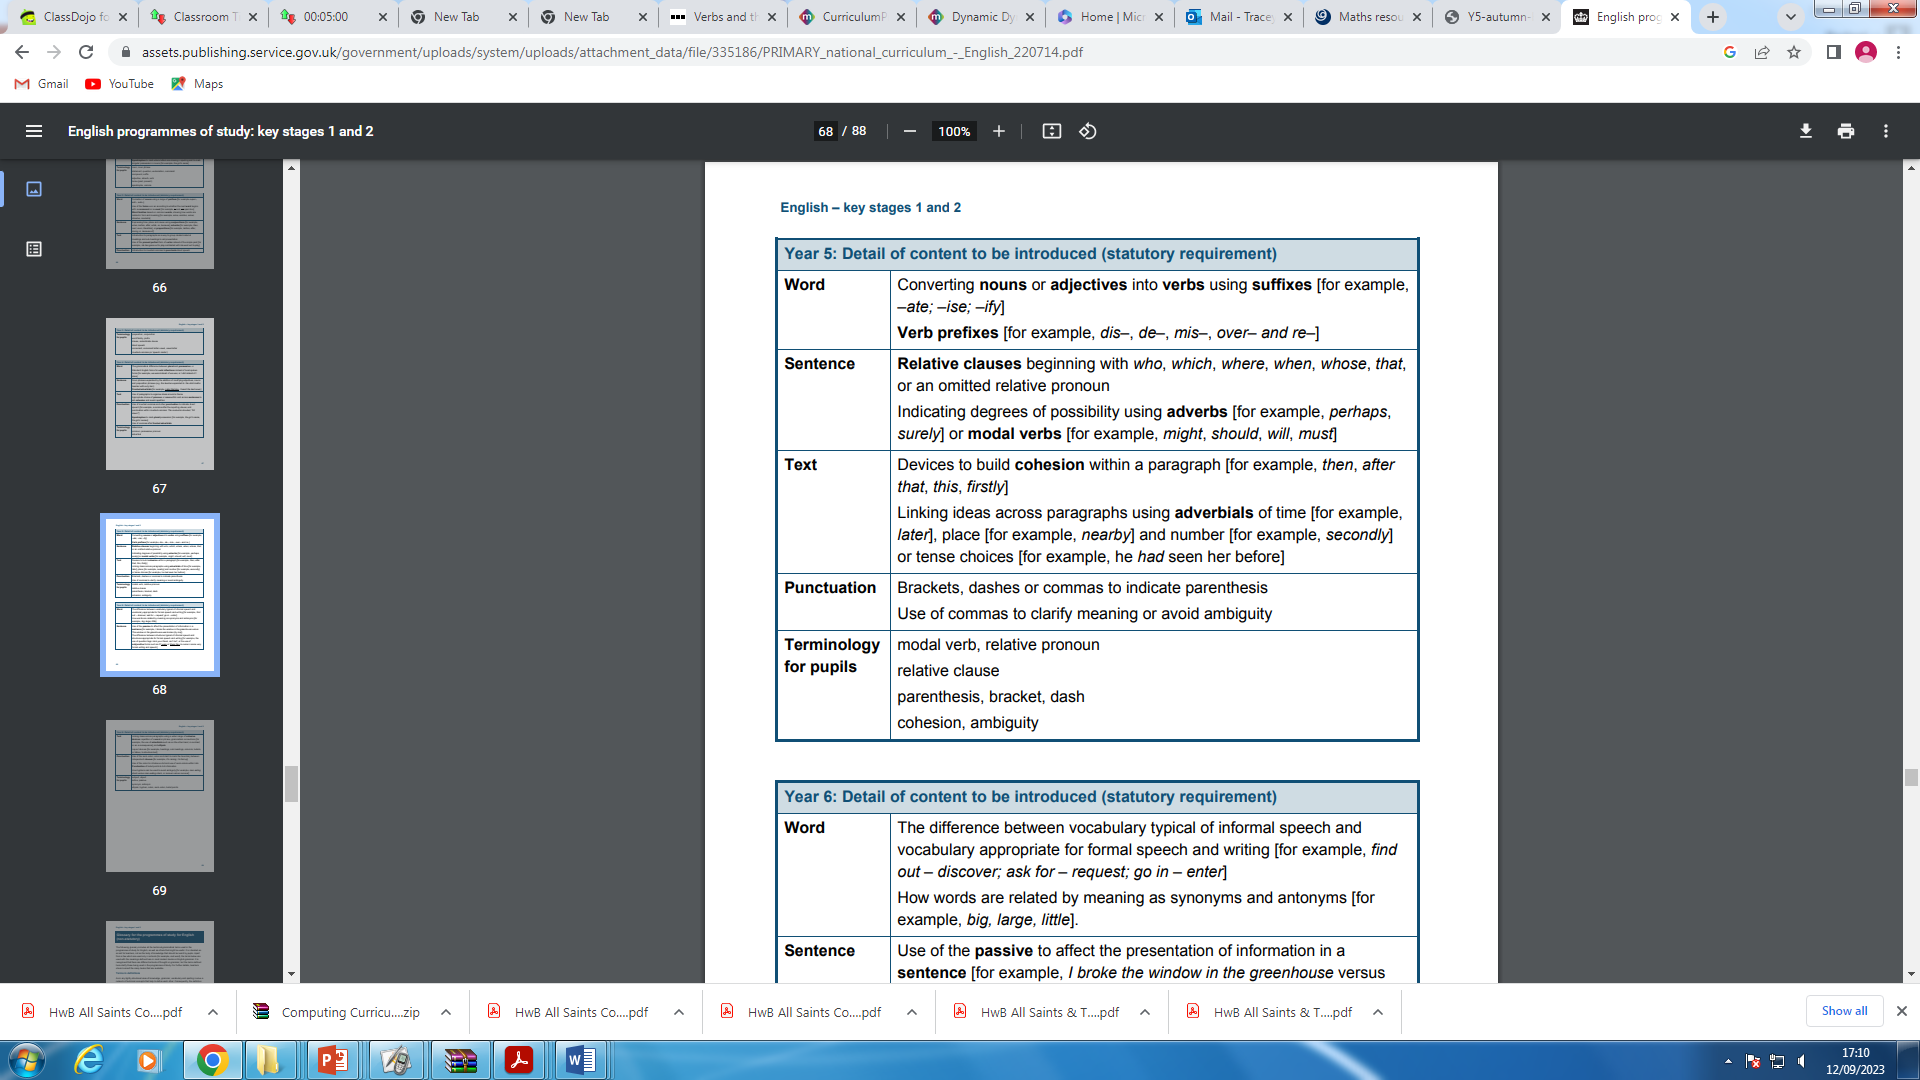 ClassDojo fo
Classroom T
00:05:00
New Tab
New Tab
Verbs and th
CurriculumP
Dynamic Dy
Home | Micr
Mail - Tracey
Maths resou
Y5-autumn-
English prog
assets.publishing.service.gov.uk/government/uploads/system/uploads/attachment_data/file/335186/PRIMARY_national_curriculum_-_English_220714.pdf
Gmail
YouTube
Maps
English programmes of study: key stages 1 and 2
68 / 88
100%
66
67
68
69
English – key stages 1 and 2
Year 5: Detail of content to be introduced (statutory requirement)
Word
Converting nouns or adjectives into verbs using suffixes [for example,
–ate; –ise; –ify]
Verb prefixes [for example, dis–, de–, mis–, over– and re–]
Sentence
Relative clauses beginning with who, which, where, when, whose, that,
or an omitted relative pronoun
Indicating degrees of possibility using adverbs [for example, perhaps,
surely] or modal verbs [for example, might, should, will, must]
Text
Devices to build cohesion within a paragraph [for example, then, after
that, this, firstly]
Linking ideas across paragraphs using adverbials of time [for example,
later], place [for example, nearby] and number [for example, secondly]
or tense choices [for example, he had seen her before]
Punctuation
Brackets, dashes or commas to indicate parenthesis
Use of commas to clarify meaning or avoid ambiguity
Terminology
for pupils
modal verb, relative pronoun
relative clause
parenthesis, bracket, dash
cohesion, ambiguity
Year 6: Detail of content to be introduced (statutory requirement)
Word
The difference between vocabulary typical of informal speech and
vocabulary appropriate for formal speech and writing [for example, find
out – discover; ask for – request; go in – enter]
How words are related by meaning as synonyms and antonyms [for
example, big, large, little].
Sentence
Use of the passive to affect the presentation of information in a
sentence [for example, I broke the window in the greenhouse versus
HwB All Saints Co....pdf
Computing Curricu....zip
HwB All Saints Co....pdf
HwB All Saints Co....pdf
HwB All Saints & T....pdf
HwB All Saints & T....pdf
Show all
17:10
12/09/2023